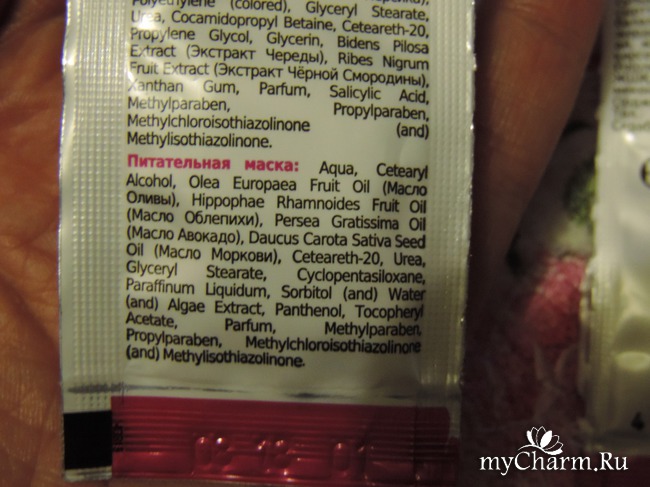 Polyethylene (colored), Glyceryl Stearate,
Urea, Cocamidopropyl Betaine, Ceteareth-20,
Propylene Glycol, Glycerin, Bidens Pilosa
Extract (Экстракт Череды), Ribes Nigrum
Fruit Extract (Экстракт Чёрной Смородины),
Xanthan Gum, Parfum, Salicylic Acid,
Methylparaben, Propylparaben,
Methylchloroisothiazolinone (and)
Methylisothiazolinone.
Питательная маска: Aqua, Cetearyl
Alcohol, Olea Europaea Fruit Oil (Масло
Оливы), Hippophae Rhamnoides Fruit Oil
(Масло Облепихи), Persea Gratissima Oil
(Масло Авокадо), Daucus Carota Sativa Seed
Oil (Масло Моркови), Ceteareth-20, Urea,
Glyceryl Stearate, Cyclopentasiloxane,
Paraffinum Liquidum, Sorbitol (and) Water
(and) Algae Extract, Panthenol, Tocopheryl
Acetate, Parfum, Methylparaben,
Propylparaben, Methylchloroisothiazolinone
(and) Methylisothiazolinone.
myCharm.Ru